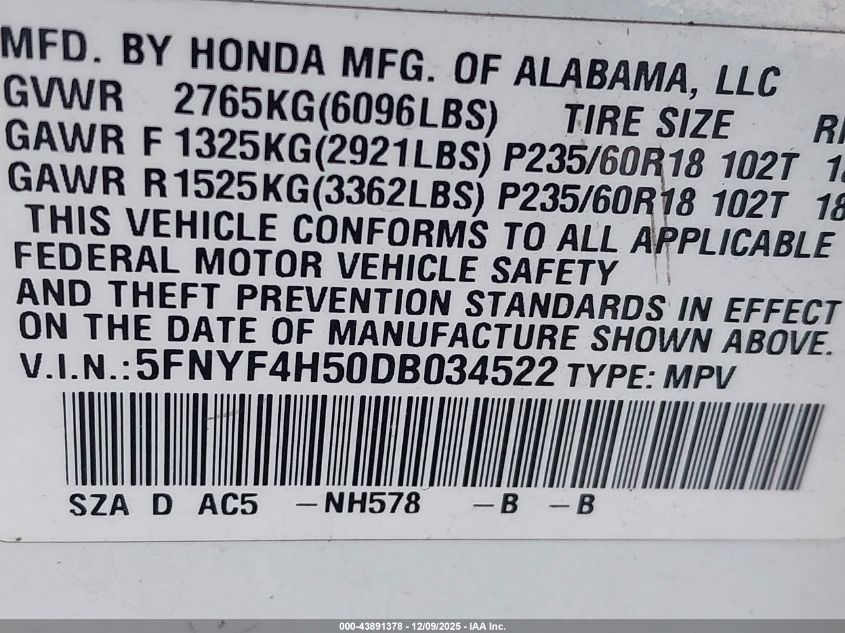 MFD. BY HONDA MFG. OF ALABAMA, LLC
GVWR 2765KG(6096LBS) TIRE SIZE
GAWR F 1325KG(2921LBS) P235/60R18 102T
GAWR R 1525KG(3362LBS) P235/60R18 102T 18
THIS VEHICLE CONFORMS TO ALL APPLICABLE
FEDERAL MOTOR VEHICLE SAFETY
AND THEFT PREVENTION STANDARDS IN EFFECT
ON THE DATE OF MANUFACTURE SHOWN ABOVE.
V.I.N.: 5FNYF4H50DB034522 TYPE: MPV
SZA D AC5 -NH578 -B -B
000-43891378 - 12/09/2025 - IAA Inc.